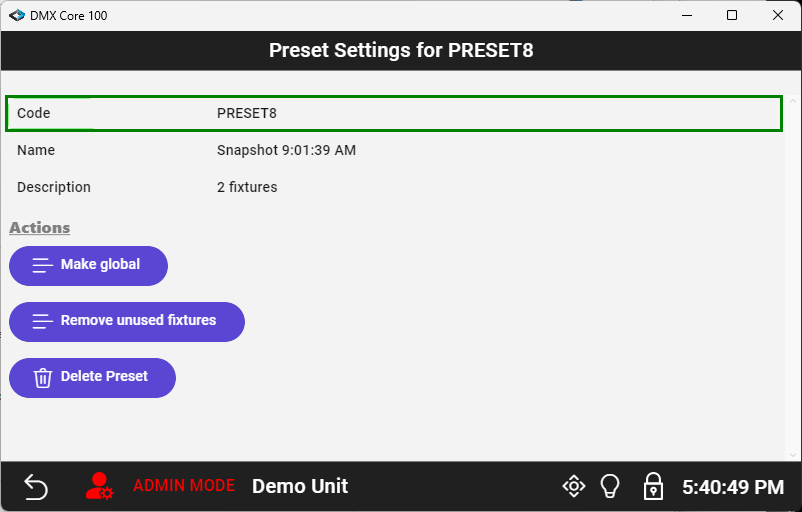 DMX Core 100
Preset Settings for PRESET8
Code PRESET8
Name Snapshot 9:01:39 AM
Description 2 fixtures
Actions
Make global
Remove unused fixtures
Delete Preset
ADMIN MODE Demo Unit 5:40:49 PM